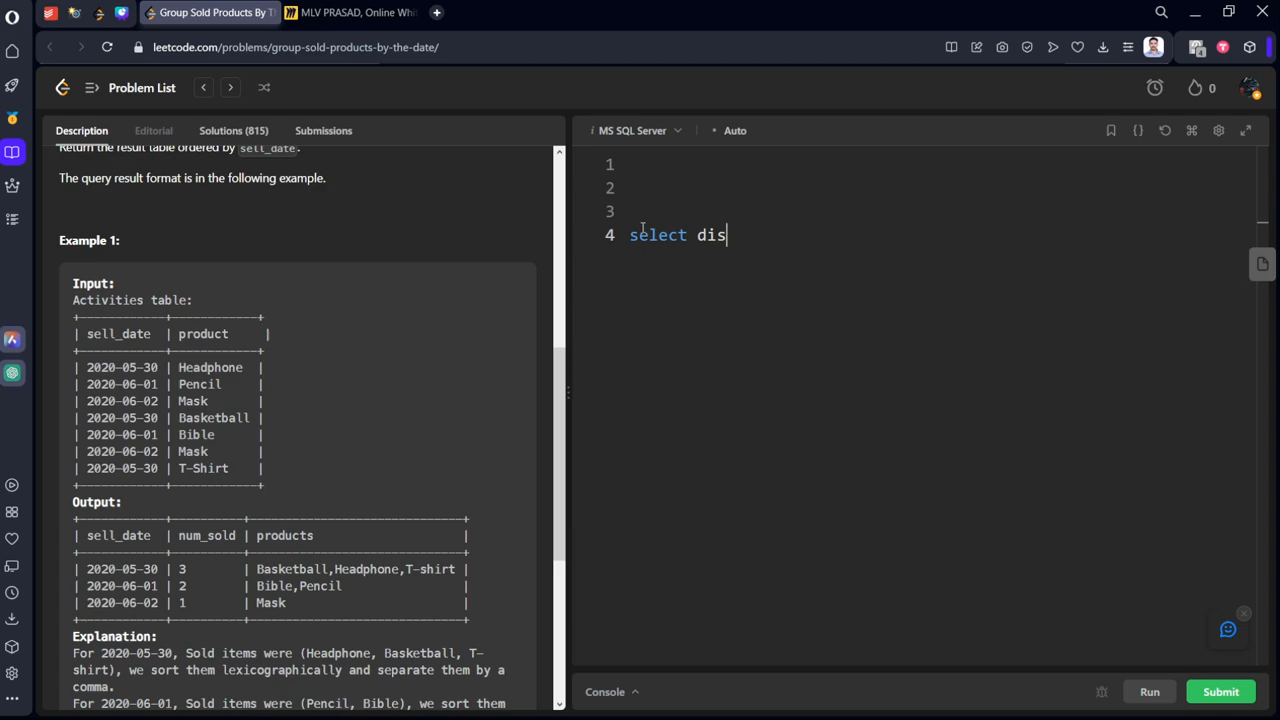 Group Sold Products By T
MLV PRASAD, Online Whi
leetcode.com/problems/group-sold-products-by-the-date/
Problem List
0
Description
Editorial
Solutions (815)
Submissions
Return the result table ordered by sell_date.
The query result format is in the following example.
Example 1:
Input:
Activities table:
+------------+------------+
| sell_date  | product     |
+------------+------------+
| 2020-05-30 | Headphone  |
| 2020-06-01 | Pencil     |
| 2020-06-02 | Mask       |
| 2020-05-30 | Basketball |
| 2020-06-01 | Bible      |
| 2020-06-02 | Mask       |
| 2020-05-30 | T-Shirt    |
+------------+------------+
Output:
+------------+----------+------------------------------+
| sell_date  | num_sold | products                     |
+------------+----------+------------------------------+
| 2020-05-30 | 3        | Basketball,Headphone,T-shirt |
| 2020-06-01 | 2        | Bible,Pencil                 |
| 2020-06-02 | 1        | Mask                         |
+------------+----------+------------------------------+
Explanation:
For 2020-05-30, Sold items were (Headphone, Basketball, T-
shirt), we sort them lexicographically and separate them by a
comma.
For 2020-06-01, Sold items were (Pencil, Bible), we sort them
i MS SQL Server
• Auto
1
2
3
4 select dis
Console
Run
Submit